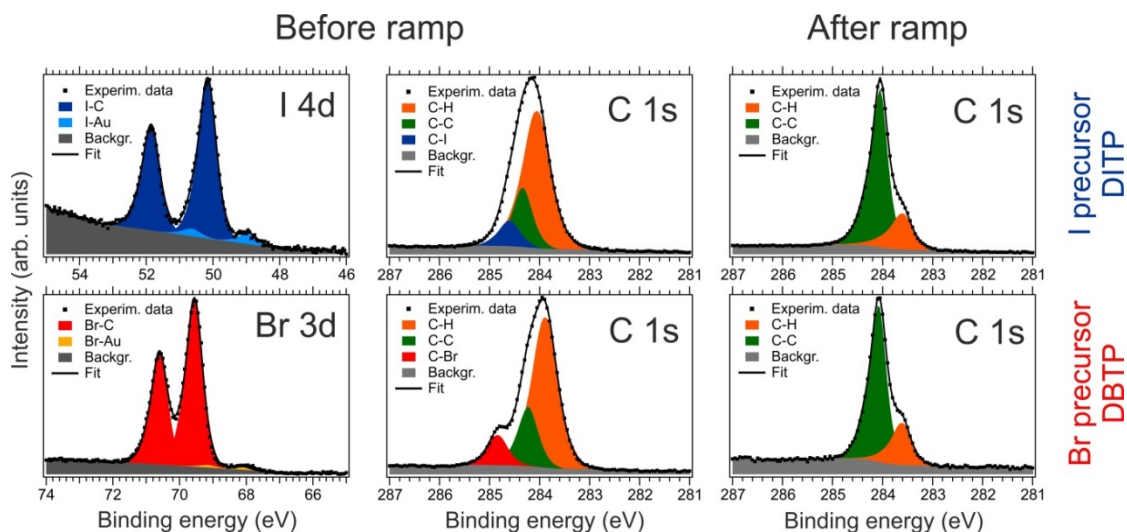 Before ramp
After ramp
Intensity (arb. units)
Experim. data
I-C
I-Au
Backgr.
Fit
I 4d
54 52 50 48 46
Experim. data
C-H
C-C
C-I
Backgr.
Fit
C 1s
287 286 285 284 283 282 281
Experim. data
C-H
C-C
Backgr.
Fit
C 1s
287 286 285 284 283 282 281
I precursor
DITP
Experim. data
Br-C
Br-Au
Backgr.
Fit
Br 3d
74 72 70 68 66
Binding energy (eV)
Experim. data
C-H
C-C
C-Br
Backgr.
Fit
C 1s
287 286 285 284 283 282 281
Binding energy (eV)
Experim. data
C-H
C-C
Backgr.
Fit
C 1s
287 286 285 284 283 282 281
Binding energy (eV)
Br precursor
DBTP